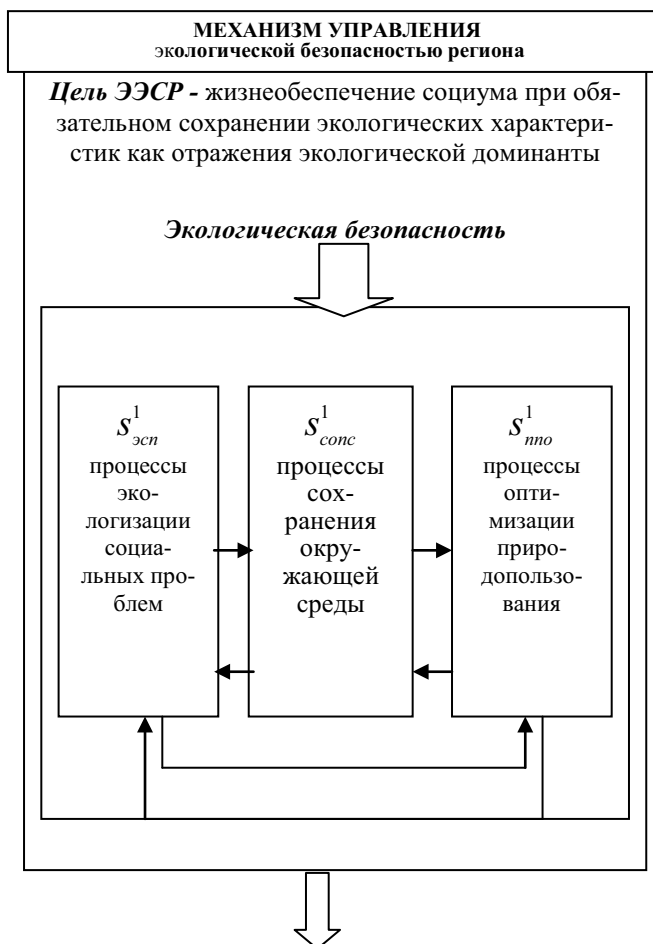 МЕХАНИЗМ УПРАВЛЕНИЯ
экологической безопасностью региона
Цель ЭЭСР - жизнеобеспечение социума при обя-
зательном сохранении экологических характери-
стик как отражения экологической доминанты
Экологическая безопасность
S¹эсп
процессы
эко-
логизации
социа-
льных про-
блем
S¹сопс
процессы
сох-
ранения
окру-
жающей
среды
S¹ппо
процессы
опти-
мизации
приро-
допользо-
вания